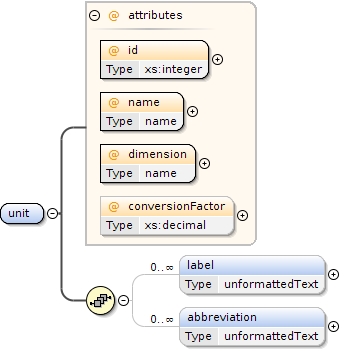 @ attributes
@ id
Type xs:integer
@ name
Type name
@ dimension
Type name
@ conversionFactor
Type xs:decimal
unit
0..∞ label
Type unformattedText
0..∞ abbreviation
Type unformattedText